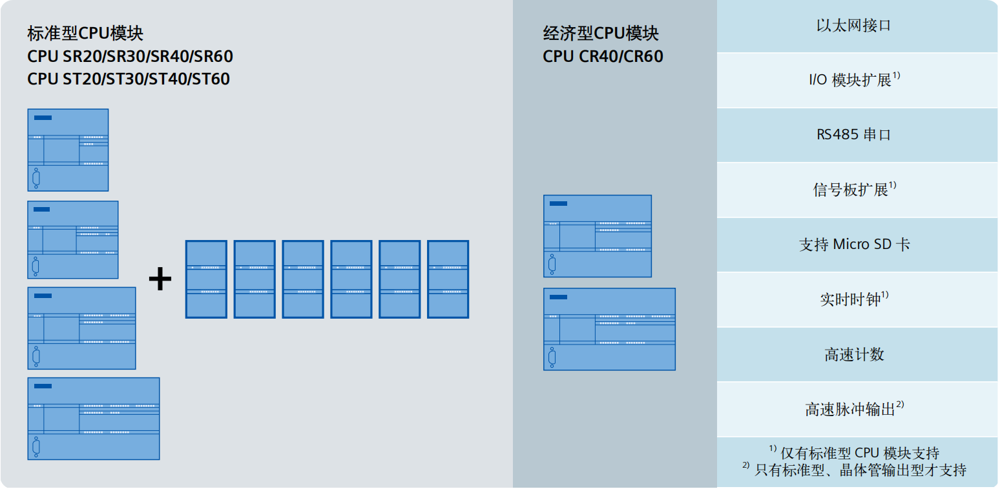 标准型CPU模块
CPU SR20/SR30/SR40/SR60
CPU ST20/ST30/ST40/ST60
经济型CPU模块
CPU CR40/CR60
以太网接口
I/O 模块扩展1)
RS485 串口
信号板扩展1)
支持 Micro SD 卡
实时时钟1)
高速计数
高速脉冲输出2)
1) 仅有标准型 CPU 模块支持
2) 只有标准型、晶体管输出型才支持